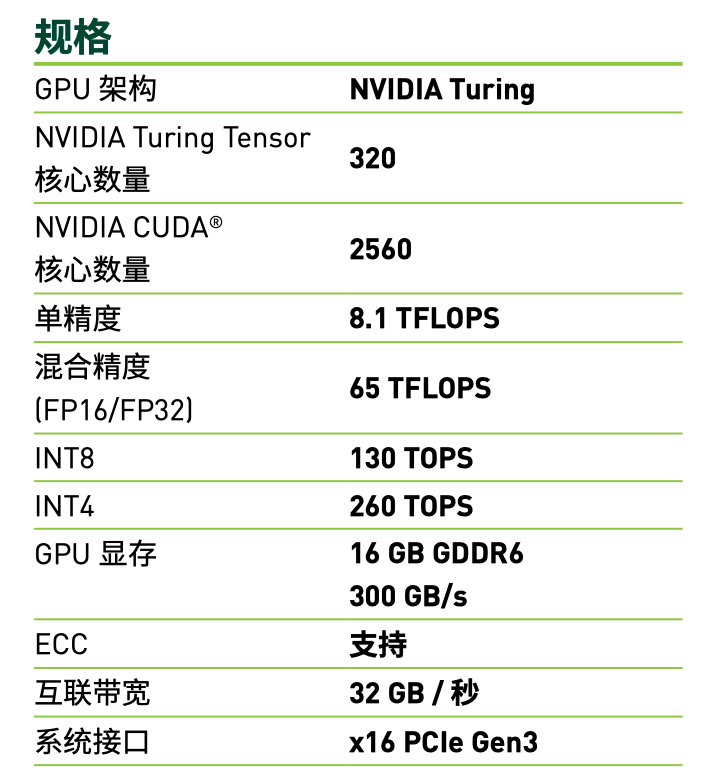 规格
GPU 架构
NVIDIA Turing
NVIDIA Turing Tensor
核心数量
320
NVIDIA CUDA®
核心数量
2560
单精度
8.1 TFLOPS
混合精度
(FP16/FP32)
65 TFLOPS
INT8
130 TOPS
INT4
260 TOPS
GPU 显存
16 GB GDDR6
300 GB/s
ECC
支持
互联带宽
32 GB / 秒
系统接口
x16 PCIe Gen3